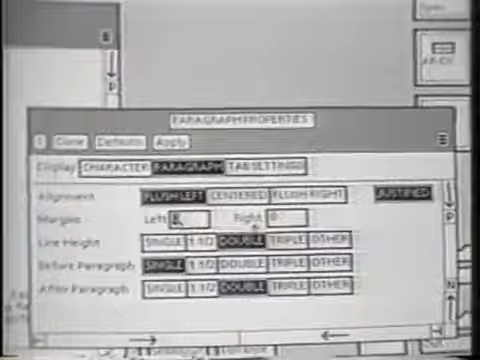 PARAGRAPH PROPERTIES
? Done Defaults Apply
Display CHARACTER PARAGRAPH TAB SETTINGS
Alignment FLUSH LEFT CENTERED FLUSH RIGHT JUSTIFIED
Margins Left Right 0
Line Height SINGLE 1 1/2 DOUBLE TRIPLE OTHER
Before Paragraph SINGLE 1 1/2 DOUBLE TRIPLE OTHER
After Paragraph SINGLE 1 1/2 DOUBLE TRIPLE OTHER